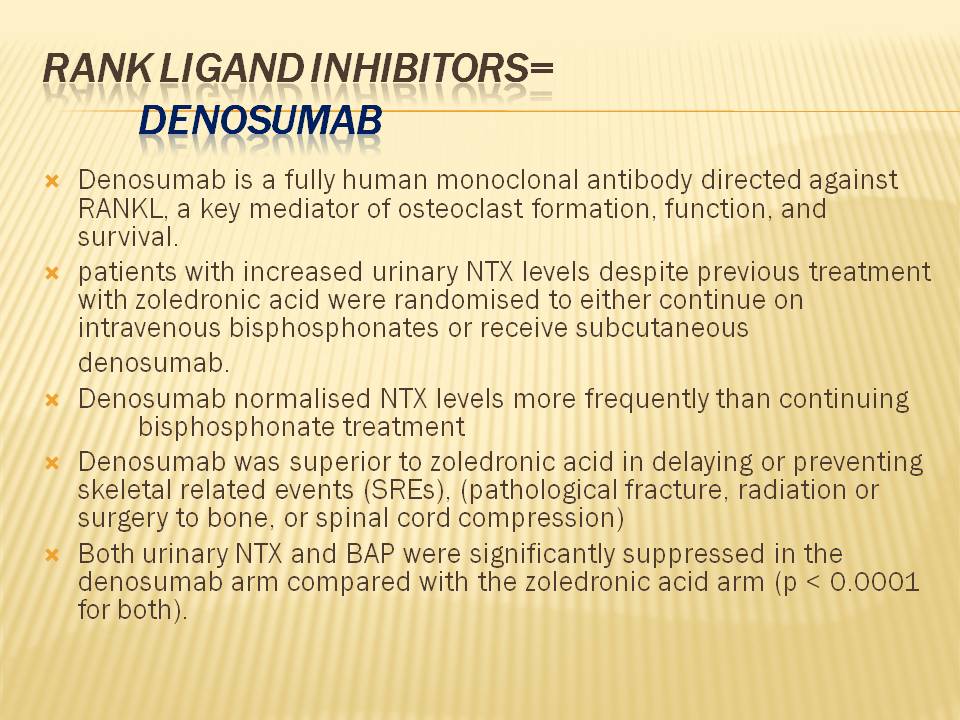 RANK LIGAND INHIBITORS=
DENOSUMAB
Denosumab is a fully human monoclonal antibody directed against
RANKL, a key mediator of osteoclast formation, function, and
survival.
patients with increased urinary NTX levels despite previous treatment
with zoledronic acid were randomised to either continue on
intravenous bisphosphonates or receive subcutaneous
denosumab.
Denosumab normalised NTX levels more frequently than continuing
bisphosphonate treatment
Denosumab was superior to zoledronic acid in delaying or preventing
skeletal related events (SREs), (pathological fracture, radiation or
surgery to bone, or spinal cord compression)
Both urinary NTX and BAP were significantly suppressed in the
denosumab arm compared with the zoledronic acid arm (p < 0.0001
for both).